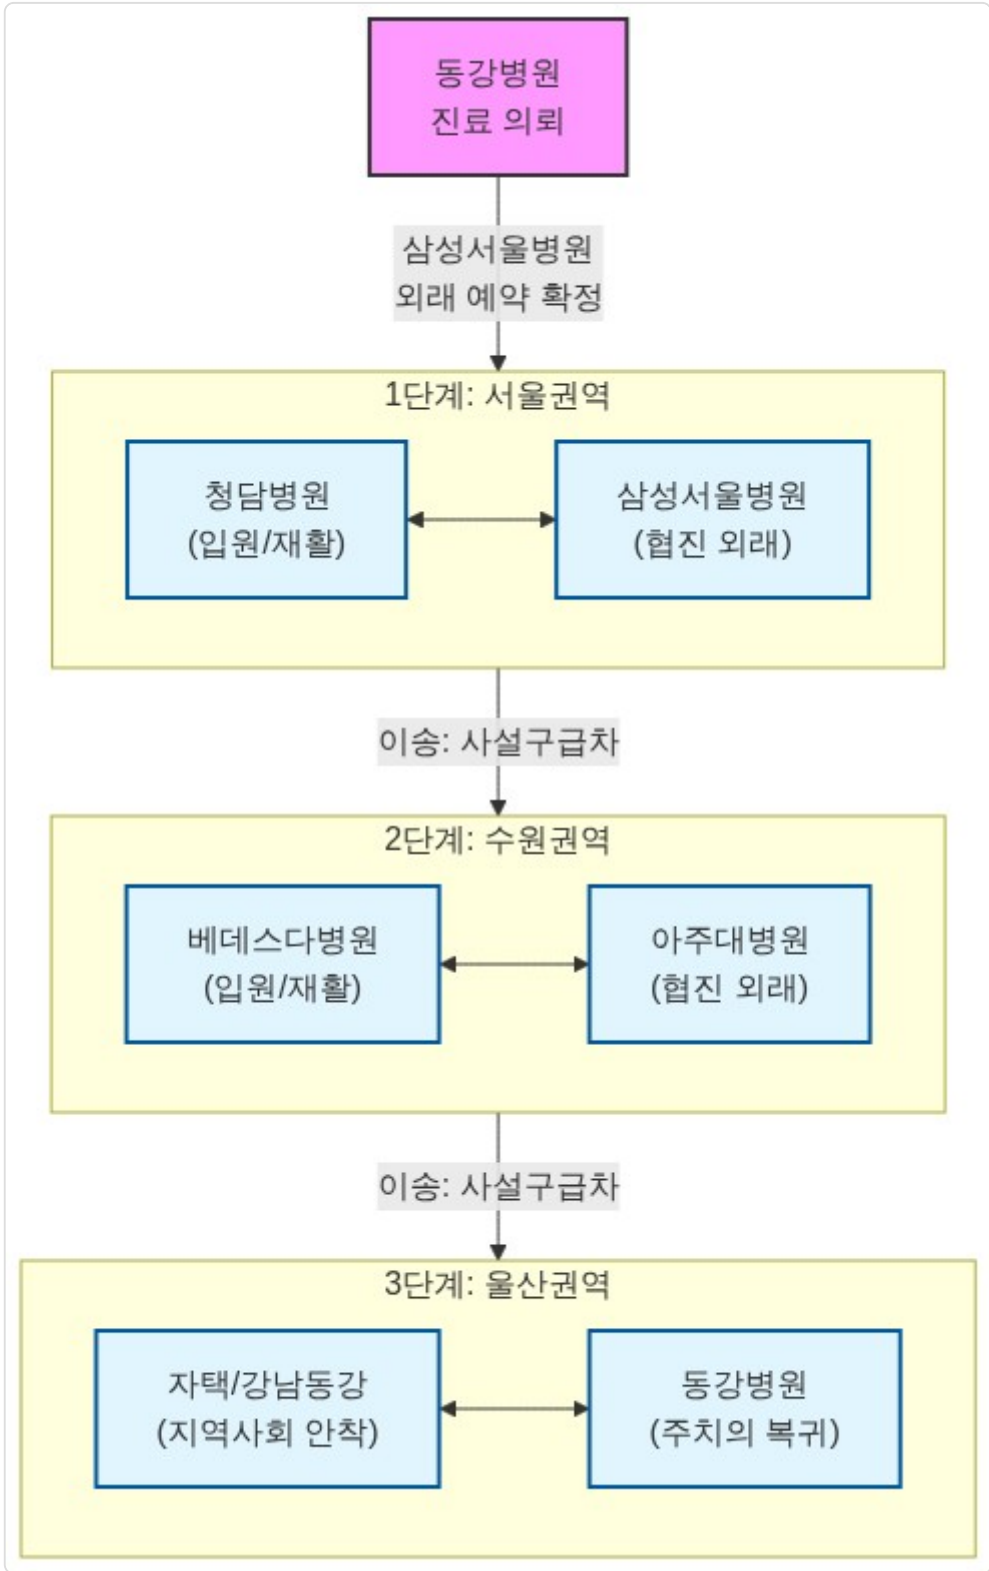 동강병원
진료 의뢰
삼성서울병원
외래 예약 확정
1단계: 서울권역
청담병원
(입원/재활)
삼성서울병원
(협진 외래)
이송: 사설구급차
2단계: 수원권역
베데스다병원
(입원/재활)
아주대병원
(협진 외래)
이송: 사설구급차
3단계: 울산권역
자택/강남동강
(지역사회 안착)
동강병원
(주치의 복귀)